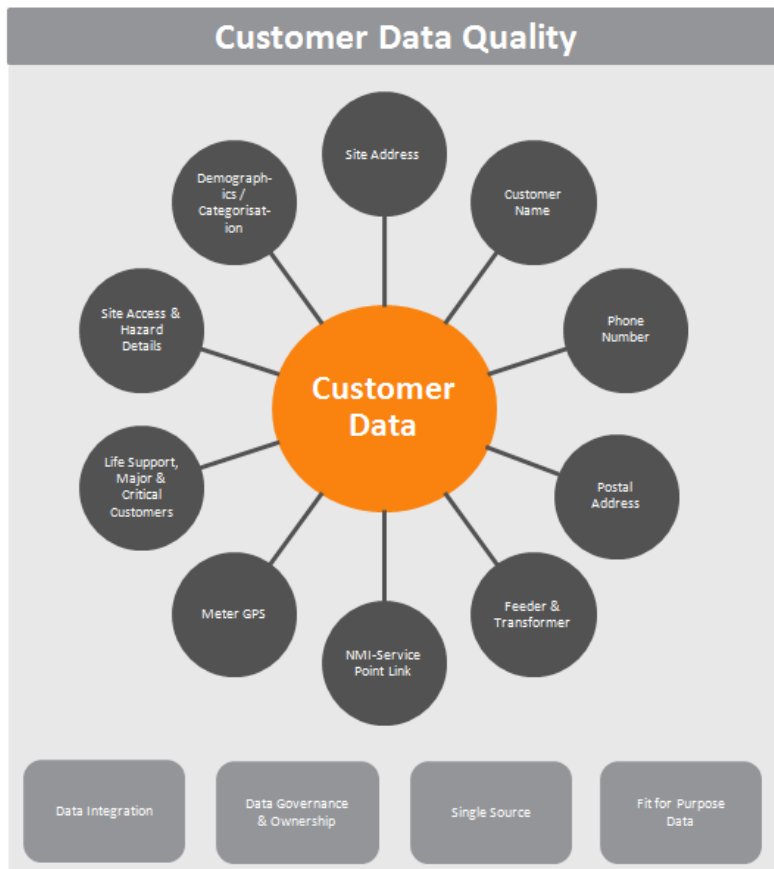 Customer Data Quality
Site Address
Customer
Name
Phone
Number
Postal
Address
Feeder &
Transformer
NMI-Service
Point Link
Meter GPS
Life Support,
Major &
Critical
Customers
Site Access &
Hazard
Details
Demograph-
ics /
Categorisat-
ion
Customer
Data
Data Integration
Data Governance
& Ownership
Single Source
Fit for Purpose
Data